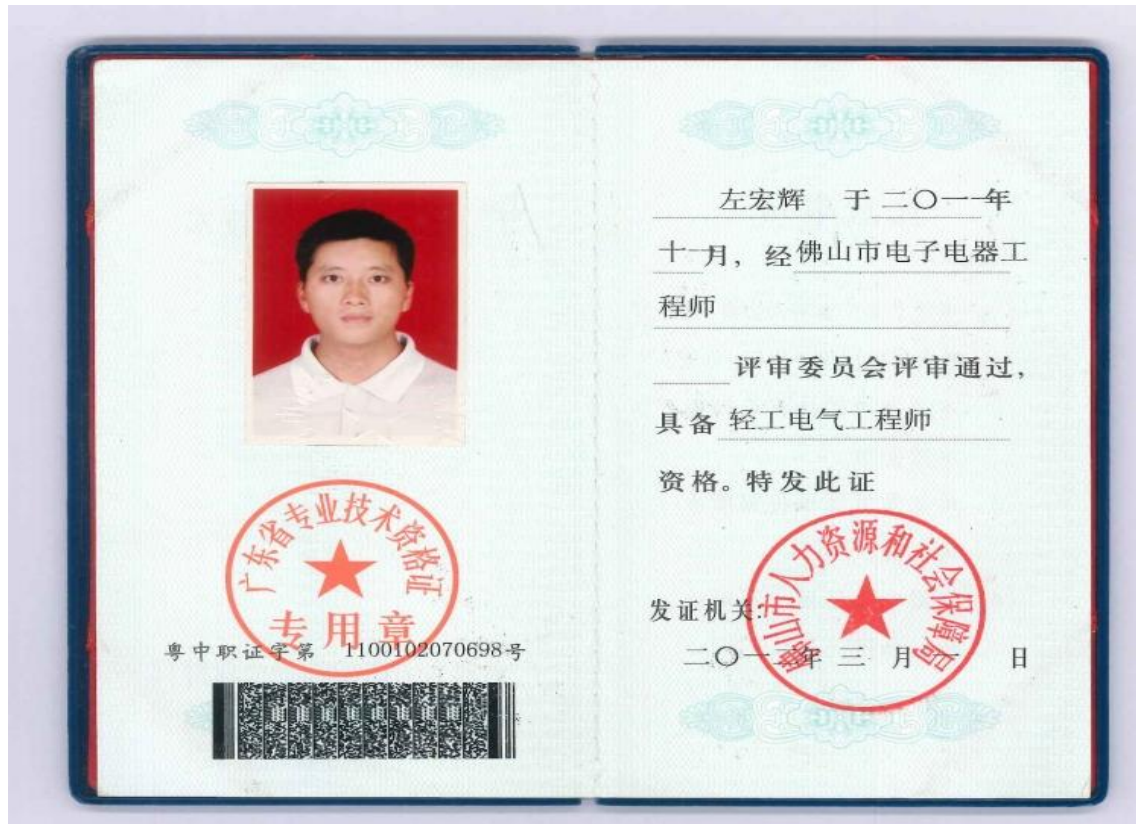 广东省专业技术资格证
专用章
粤中职证字第 1100102070698号
左宏辉 于二〇一一年
十一月，经佛山市电子电器工
程师
评审委员会评审通过，
具备 轻工电气工程师
资格。特发此证
佛山市人力资源和社会保障局
发证机关：
二〇一 年 三 月 一 日